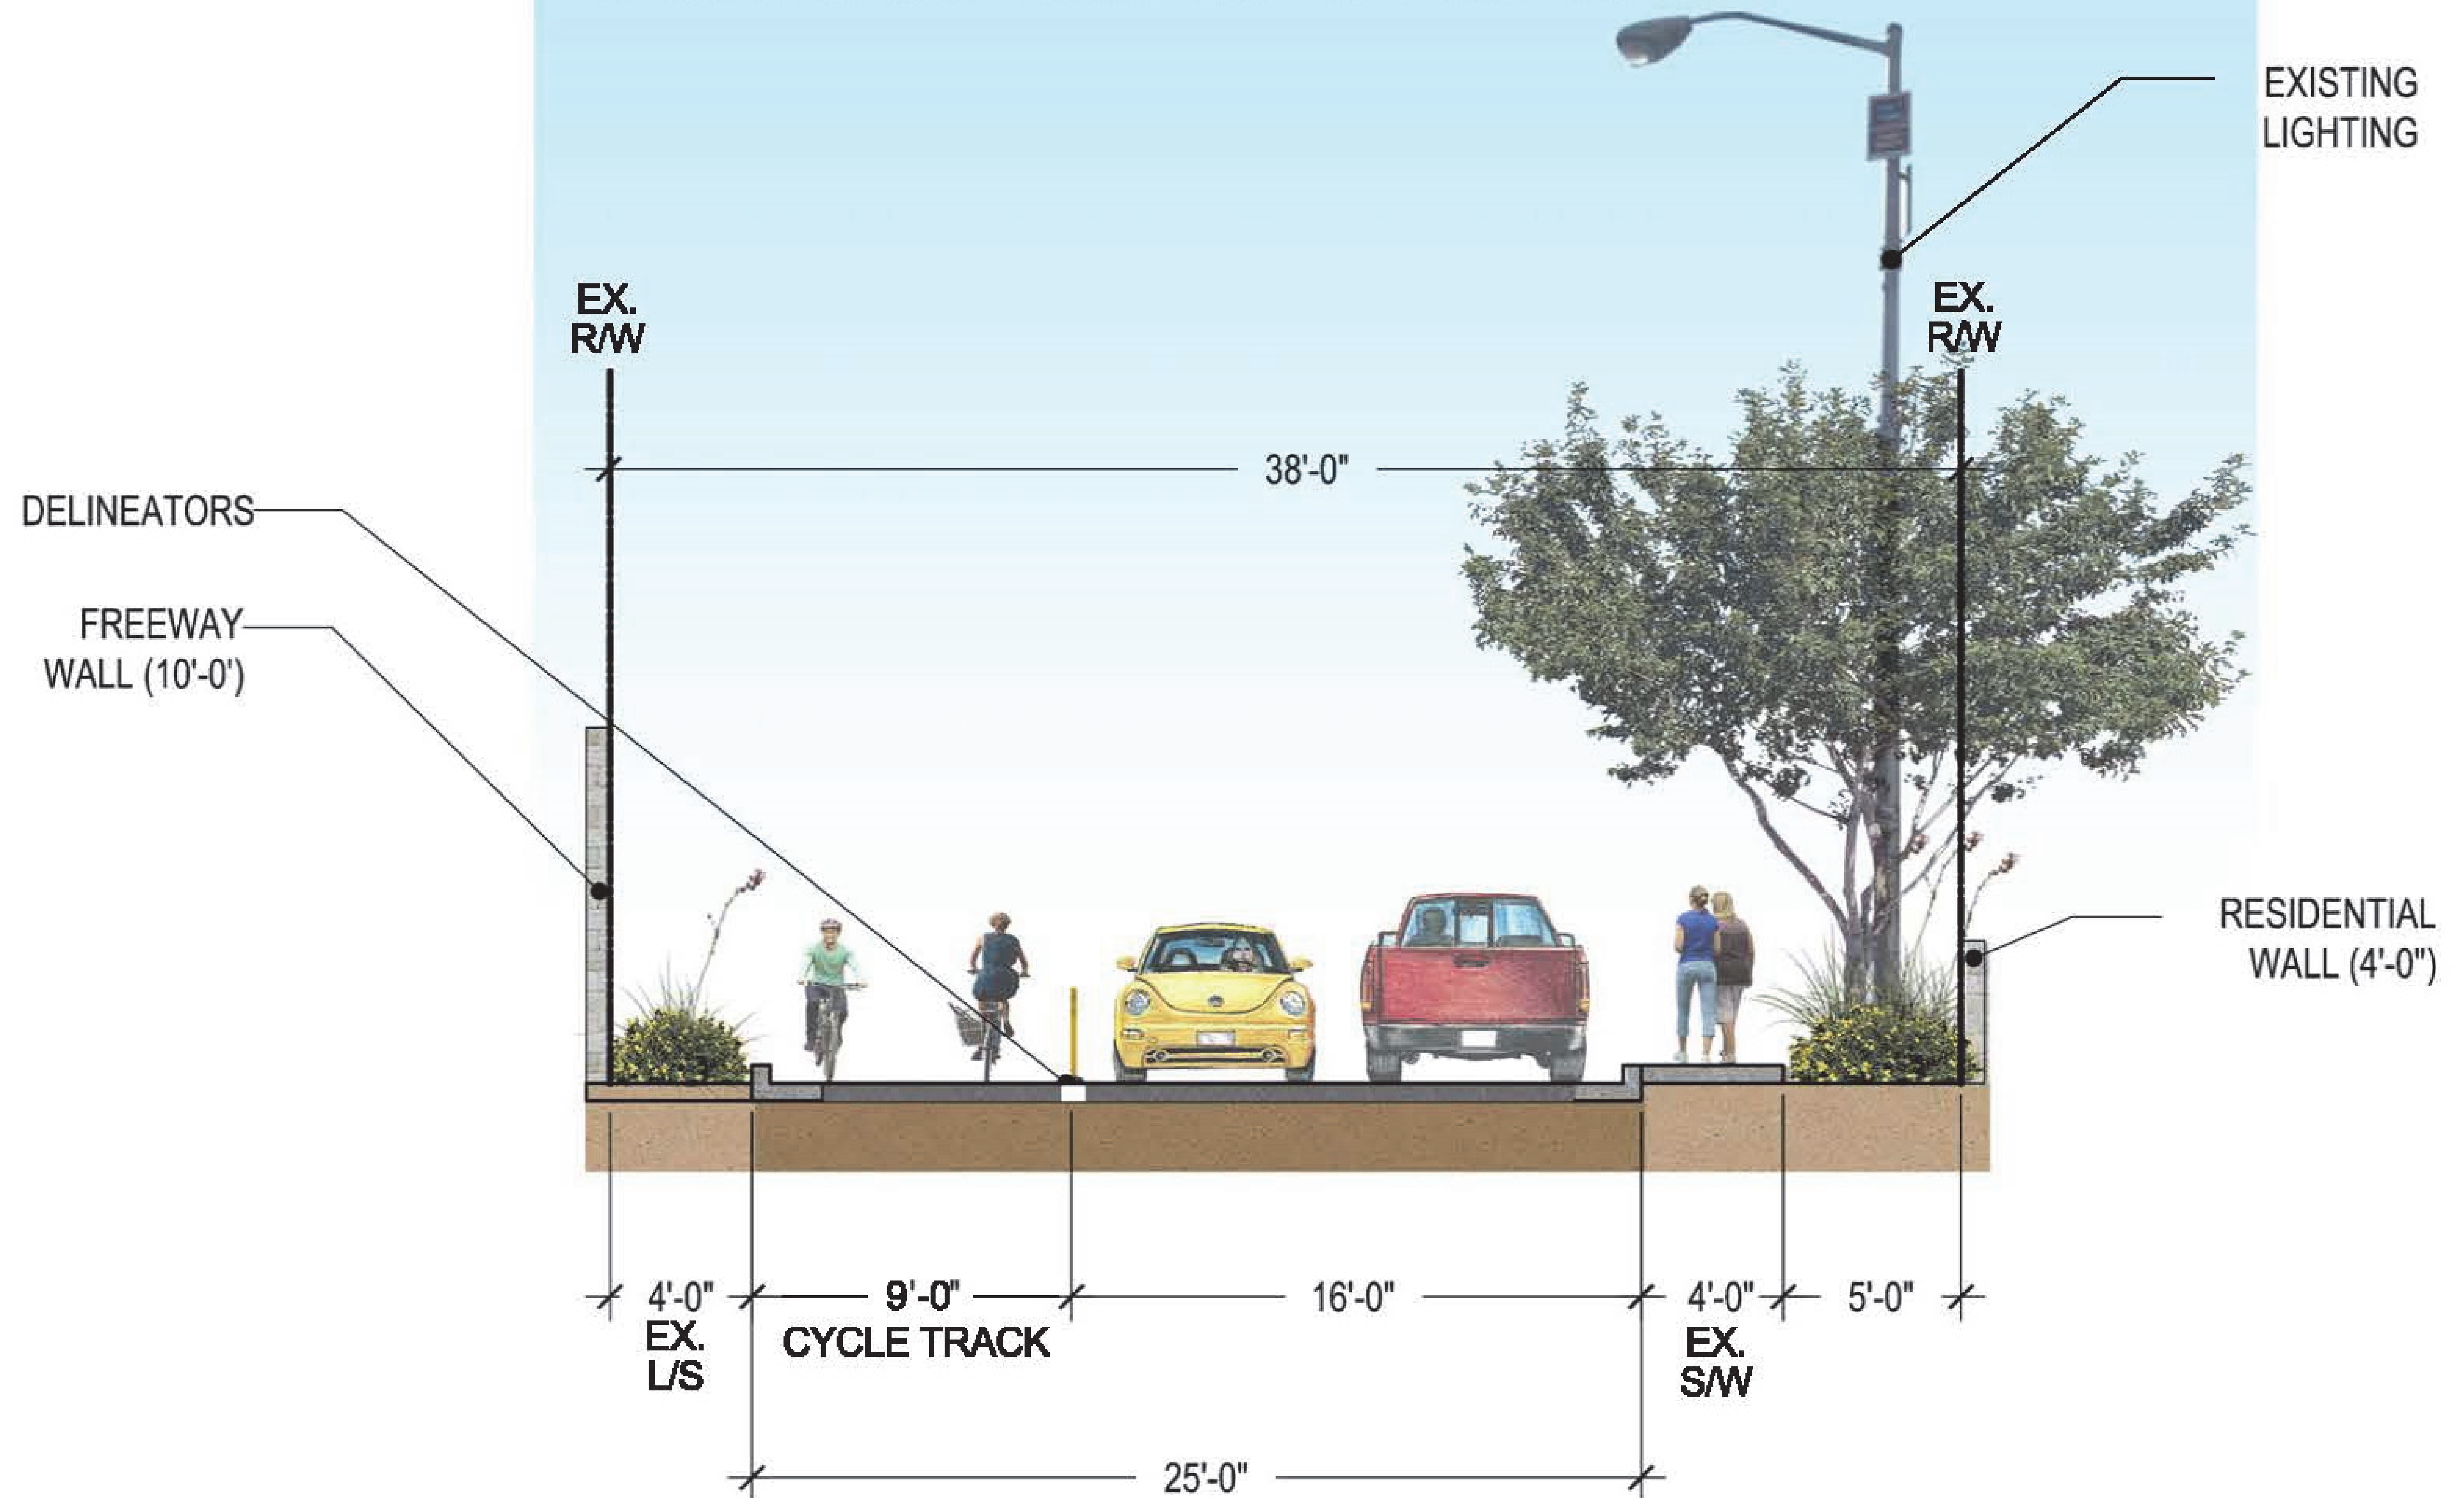 EXISTING
LIGHTING
EX.
R/W
EX.
R/W
38'-0"
DELINEATORS
FREEWAY
WALL (10'-0')
RESIDENTIAL
WALL (4'-0")
4'-0"
EX.
L/S
9'-0"
CYCLE TRACK
16'-0"
4'-0"
EX.
S/W
5'-0"
25'-0"